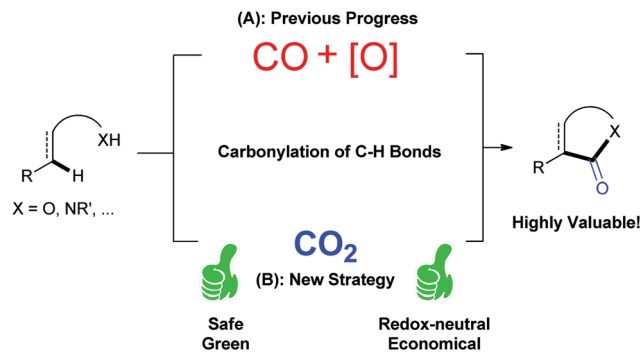 (A): Previous Progress
CO + [O]
XH
R
H
Carbonylation of C-H Bonds
X
R
O
X = O, NR', ...
Highly Valuable!
CO₂
(B): New Strategy
Safe
Green
Redox-neutral
Economical